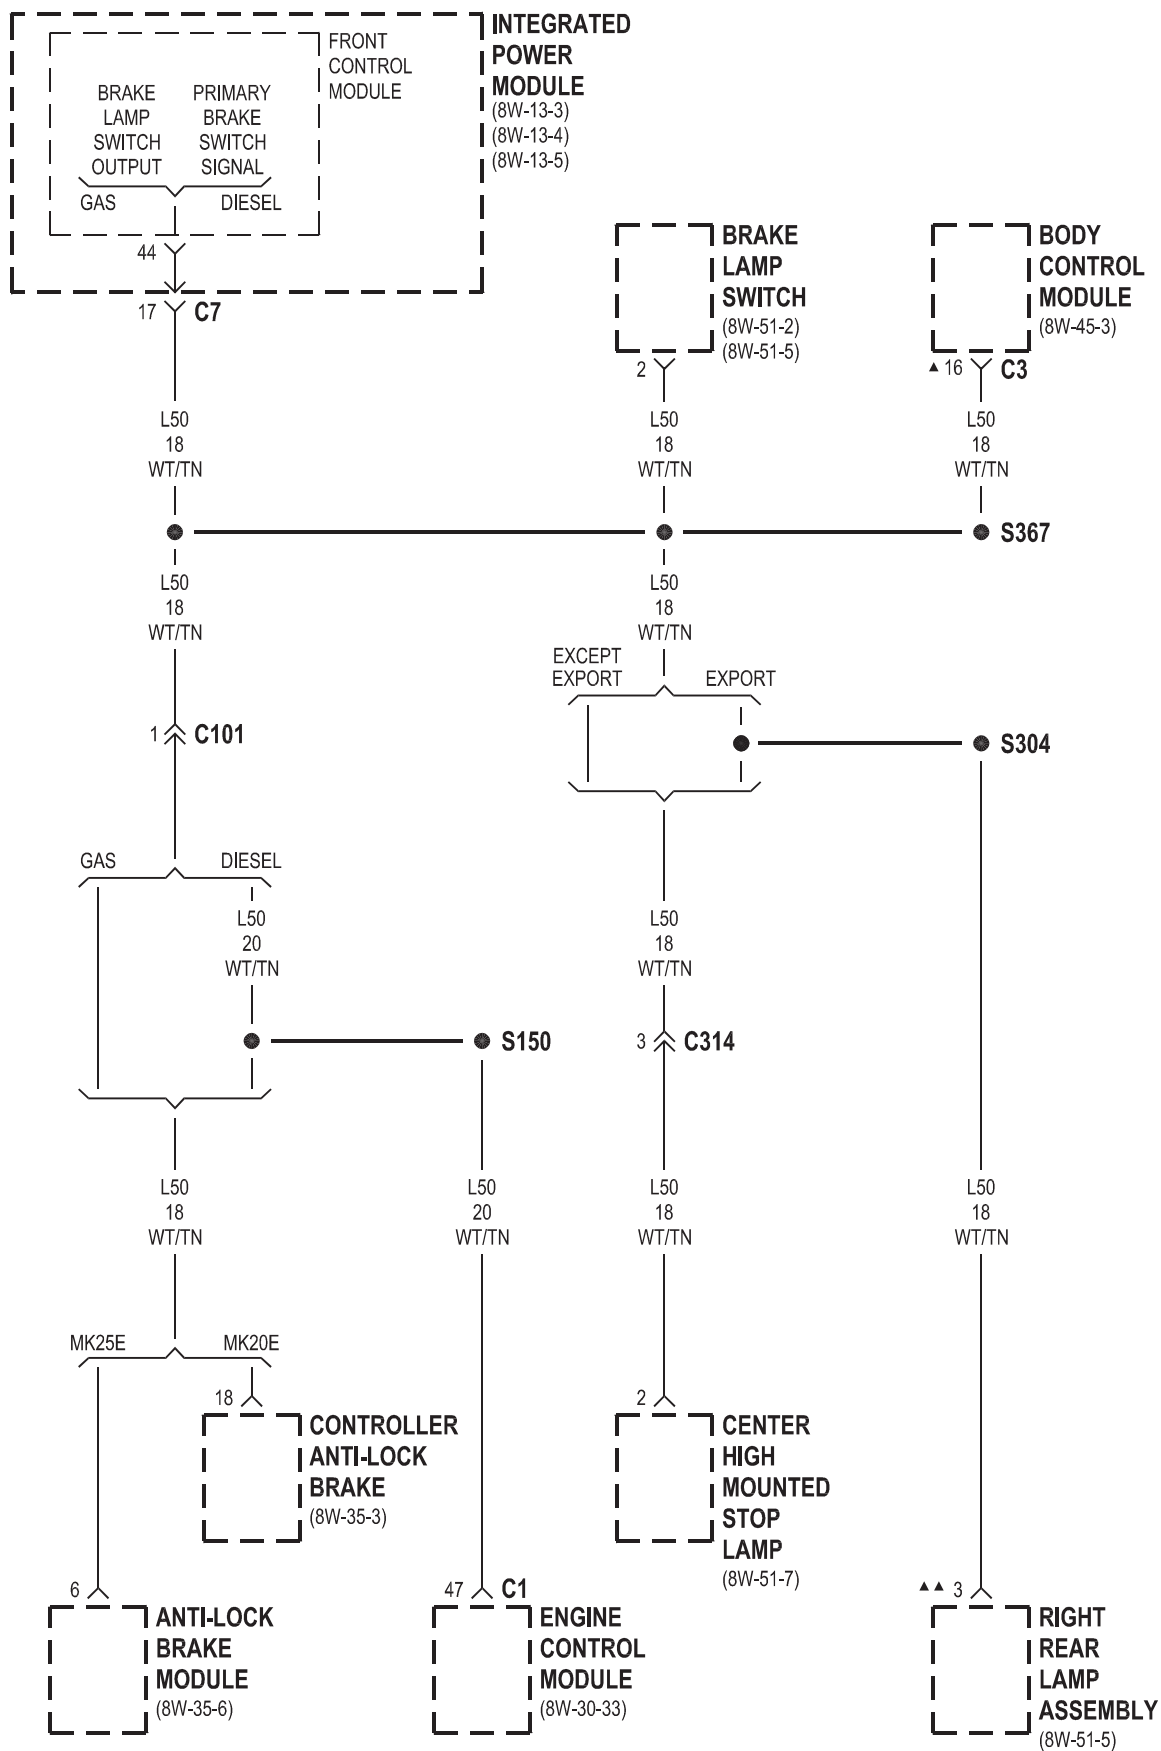 INTEGRATED
POWER
MODULE
(8W-13-3)
(8W-13-4)
(8W-13-5)
FRONT
CONTROL
MODULE
BRAKE
LAMP
SWITCH
OUTPUT
PRIMARY
BRAKE
SWITCH
SIGNAL
GAS
DIESEL
44
17
C7
BRAKE
LAMP
SWITCH
(8W-51-2)
(8W-51-5)
2
BODY
CONTROL
MODULE
(8W-45-3)
▲ 16
C3
L50
18
WT/TN
L50
18
WT/TN
L50
18
WT/TN
S367
L50
18
WT/TN
L50
18
WT/TN
EXCEPT
EXPORT
EXPORT
1
C101
S304
GAS
DIESEL
L50
20
WT/TN
L50
18
WT/TN
S150
3
C314
L50
18
WT/TN
L50
20
WT/TN
L50
18
WT/TN
L50
18
WT/TN
MK25E
MK20E
18
CONTROLLER
ANTI-LOCK
BRAKE
(8W-35-3)
2
CENTER
HIGH
MOUNTED
STOP
LAMP
(8W-51-7)
6
ANTI-LOCK
BRAKE
MODULE
(8W-35-6)
47
C1
ENGINE
CONTROL
MODULE
(8W-30-33)
▲▲ 3
RIGHT
REAR
LAMP
ASSEMBLY
(8W-51-5)